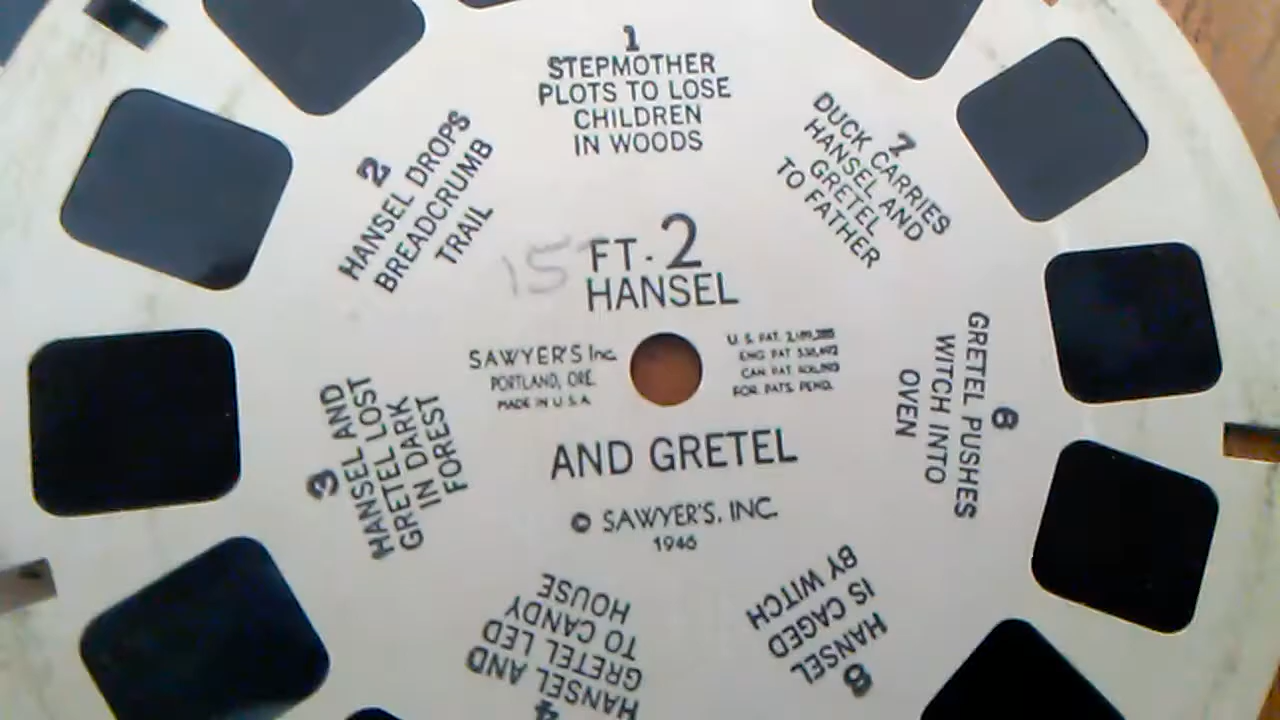 1
STEPMOTHER
PLOTS TO LOSE
CHILDREN
IN WOODS
2
HANSEL DROPS
BREADCRUMB
TRAIL
3
HANSEL AND
GRETEL LOST
IN DARK
FOREST
4
HANSEL AND
GRETEL LED
TO CANDY
HOUSE
HANSEL
IS CAGED
BY WITCH
6
GRETEL PUSHES
WITCH INTO
OVEN
7
DUCK CARRIES
HANSEL AND
GRETEL
TO FATHER
15
FT. 2
HANSEL
SAWYER'S Inc.
PORTLAND, ORE.
MADE IN U.S.A.
U.S. PAT.
ENG PAT
CAN PAT
FOR. PATS. PEND.
AND GRETEL
© SAWYER'S, INC.
1946